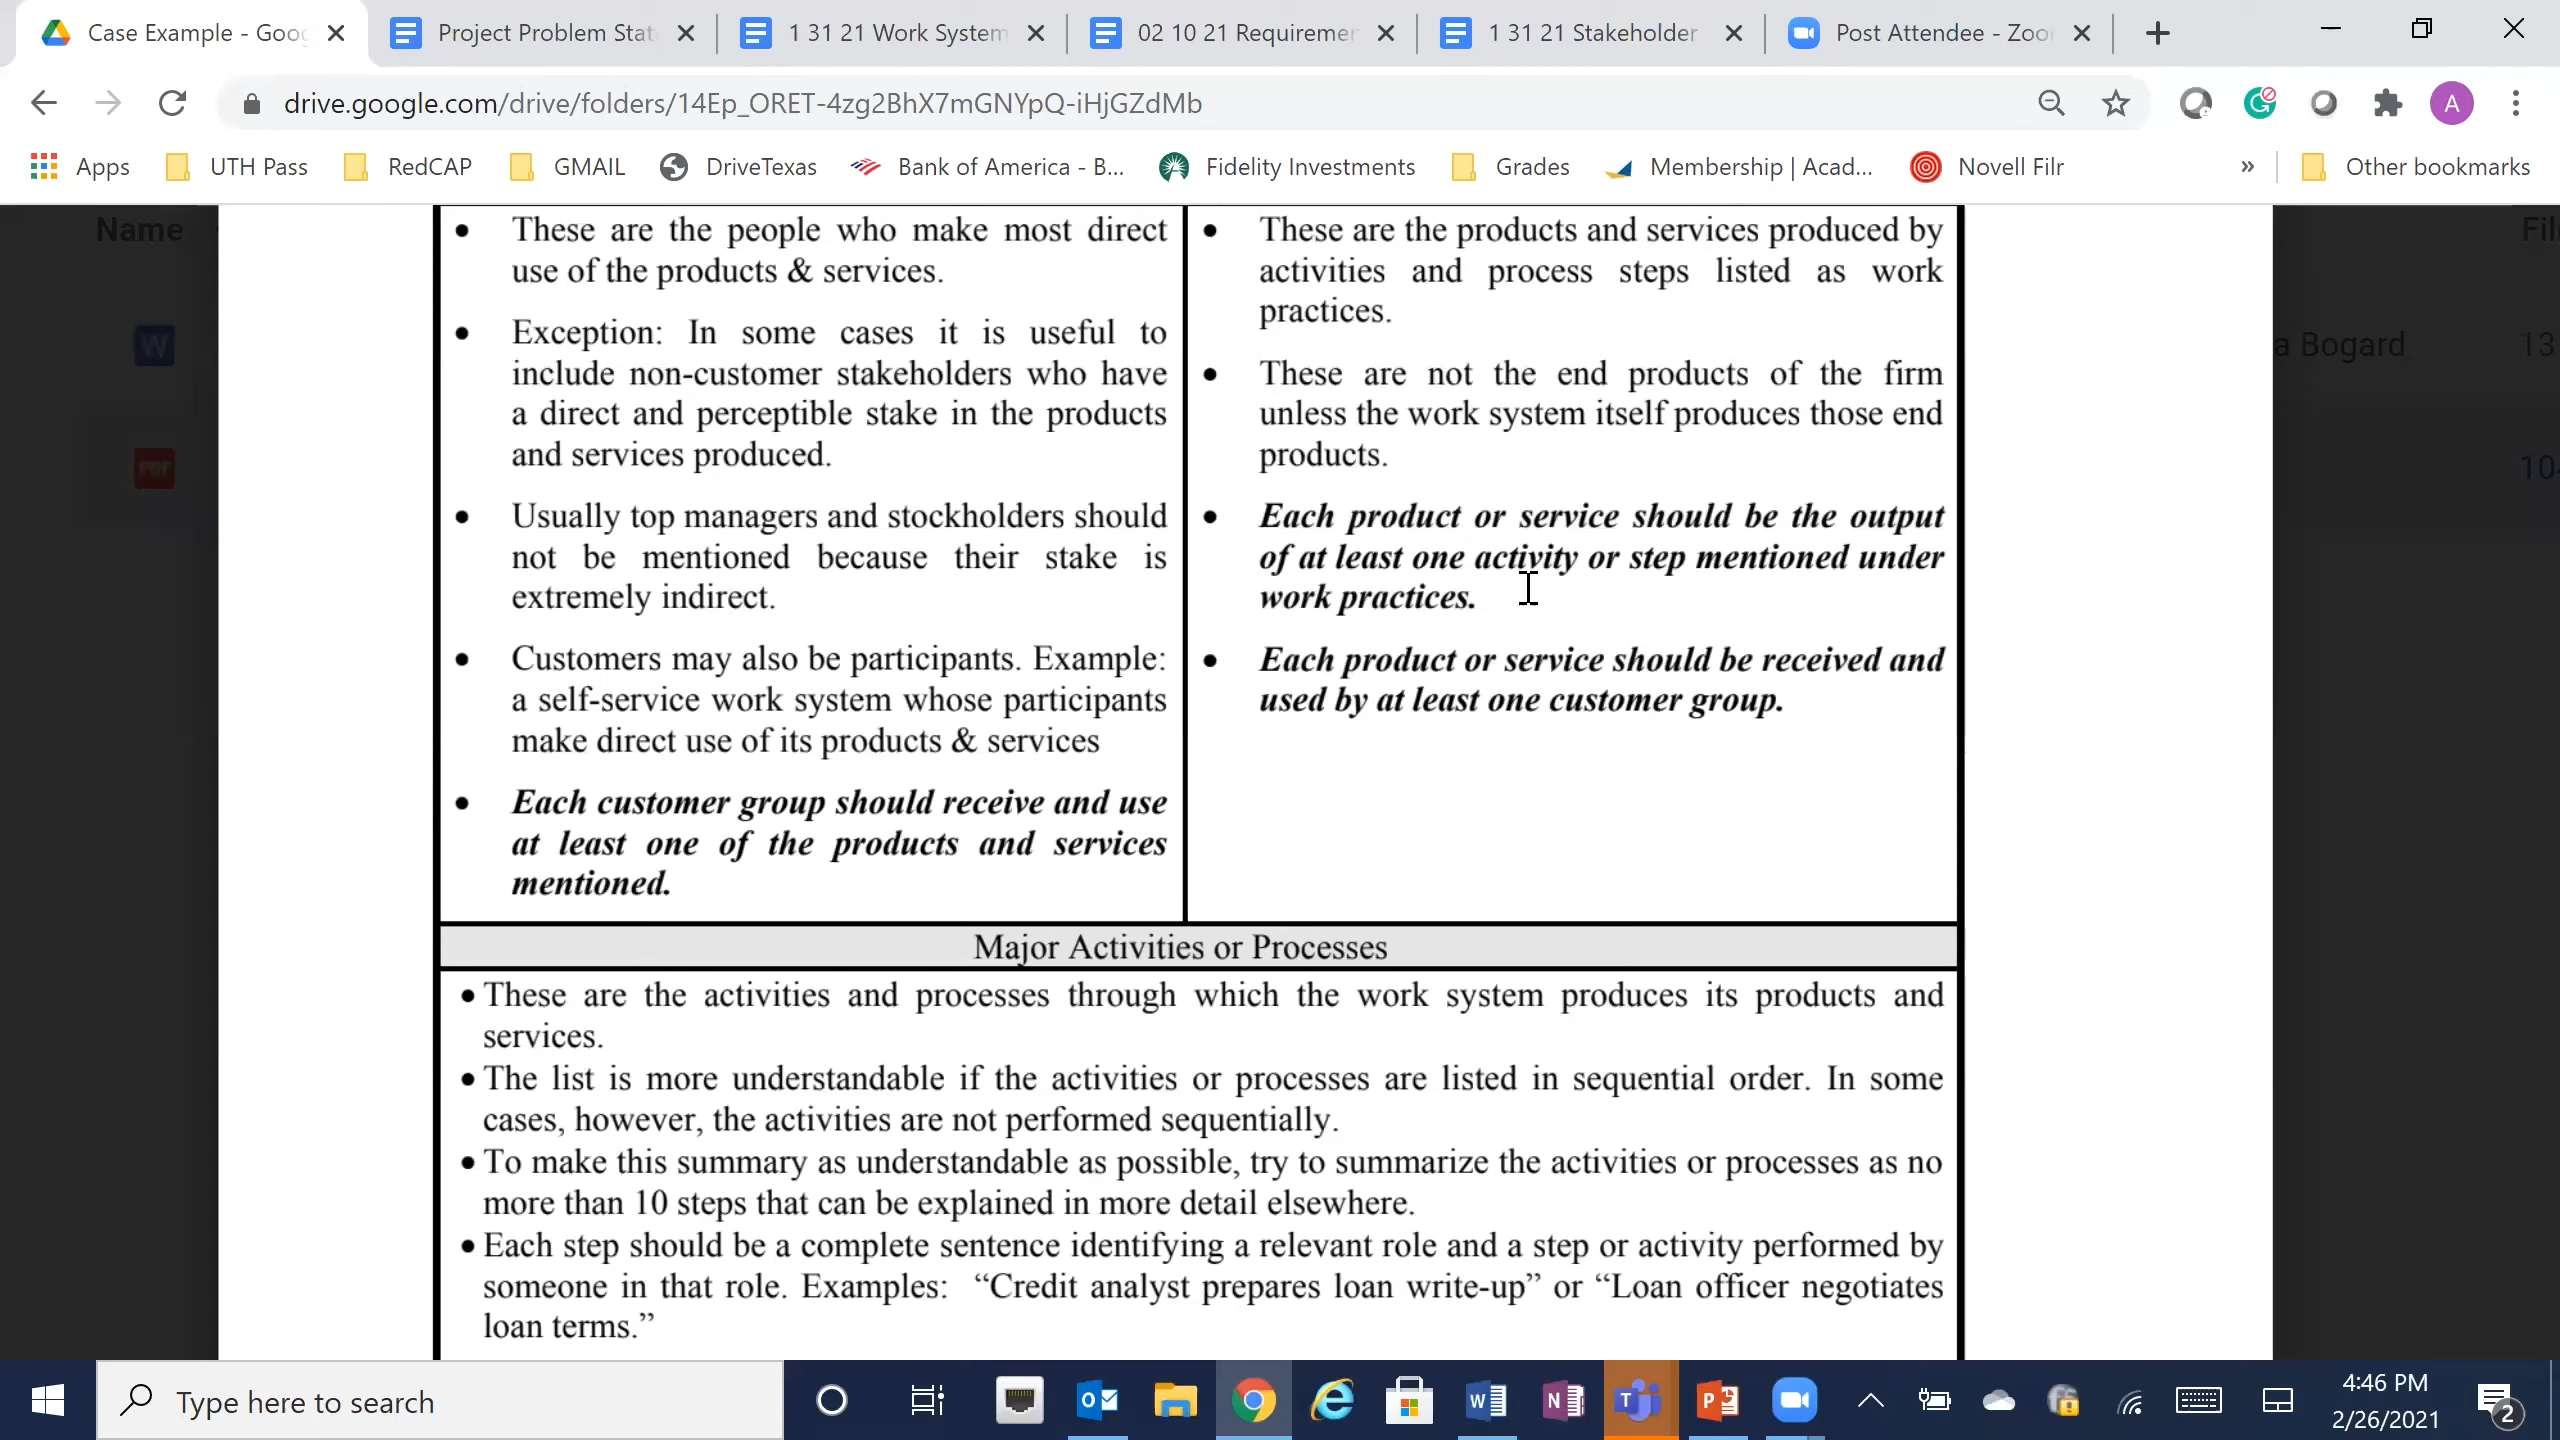 Case Example - Goo
Project Problem Stat
1 31 21 Work System
02 10 21 Requiremen
1 31 21 Stakeholder
Post Attendee - Zoo
drive.google.com/drive/folders/14Ep_ORET-4zg2BhX7mGNYpQ-iHjGZdMb
A
Apps
UTH Pass
RedCAP
GMAIL
DriveTexas
Bank of America - B...
Fidelity Investments
Grades
Membership | Acad...
Novell Filr
»
Other bookmarks
Name
Fil
W
a Bogard
13
PDF
10
• These are the people who make most direct
use of the products & services.
• Exception: In some cases it is useful to
include non-customer stakeholders who have
a direct and perceptible stake in the products
and services produced.
• Usually top managers and stockholders should
not be mentioned because their stake is
extremely indirect.
• Customers may also be participants. Example:
a self-service work system whose participants
make direct use of its products & services
• Each customer group should receive and use
at least one of the products and services
mentioned.
• These are the products and services produced by
activities and process steps listed as work
practices.
• These are not the end products of the firm
unless the work system itself produces those end
products.
• Each product or service should be the output
of at least one activity or step mentioned under
work practices.
• Each product or service should be received and
used by at least one customer group.
Major Activities or Processes
• These are the activities and processes through which the work system produces its products and
services.
• The list is more understandable if the activities or processes are listed in sequential order. In some
cases, however, the activities are not performed sequentially.
• To make this summary as understandable as possible, try to summarize the activities or processes as no
more than 10 steps that can be explained in more detail elsewhere.
• Each step should be a complete sentence identifying a relevant role and a step or activity performed by
someone in that role. Examples: “Credit analyst prepares loan write-up” or “Loan officer negotiates
loan terms.”
Type here to search
4:46 PM
2/26/2021
2